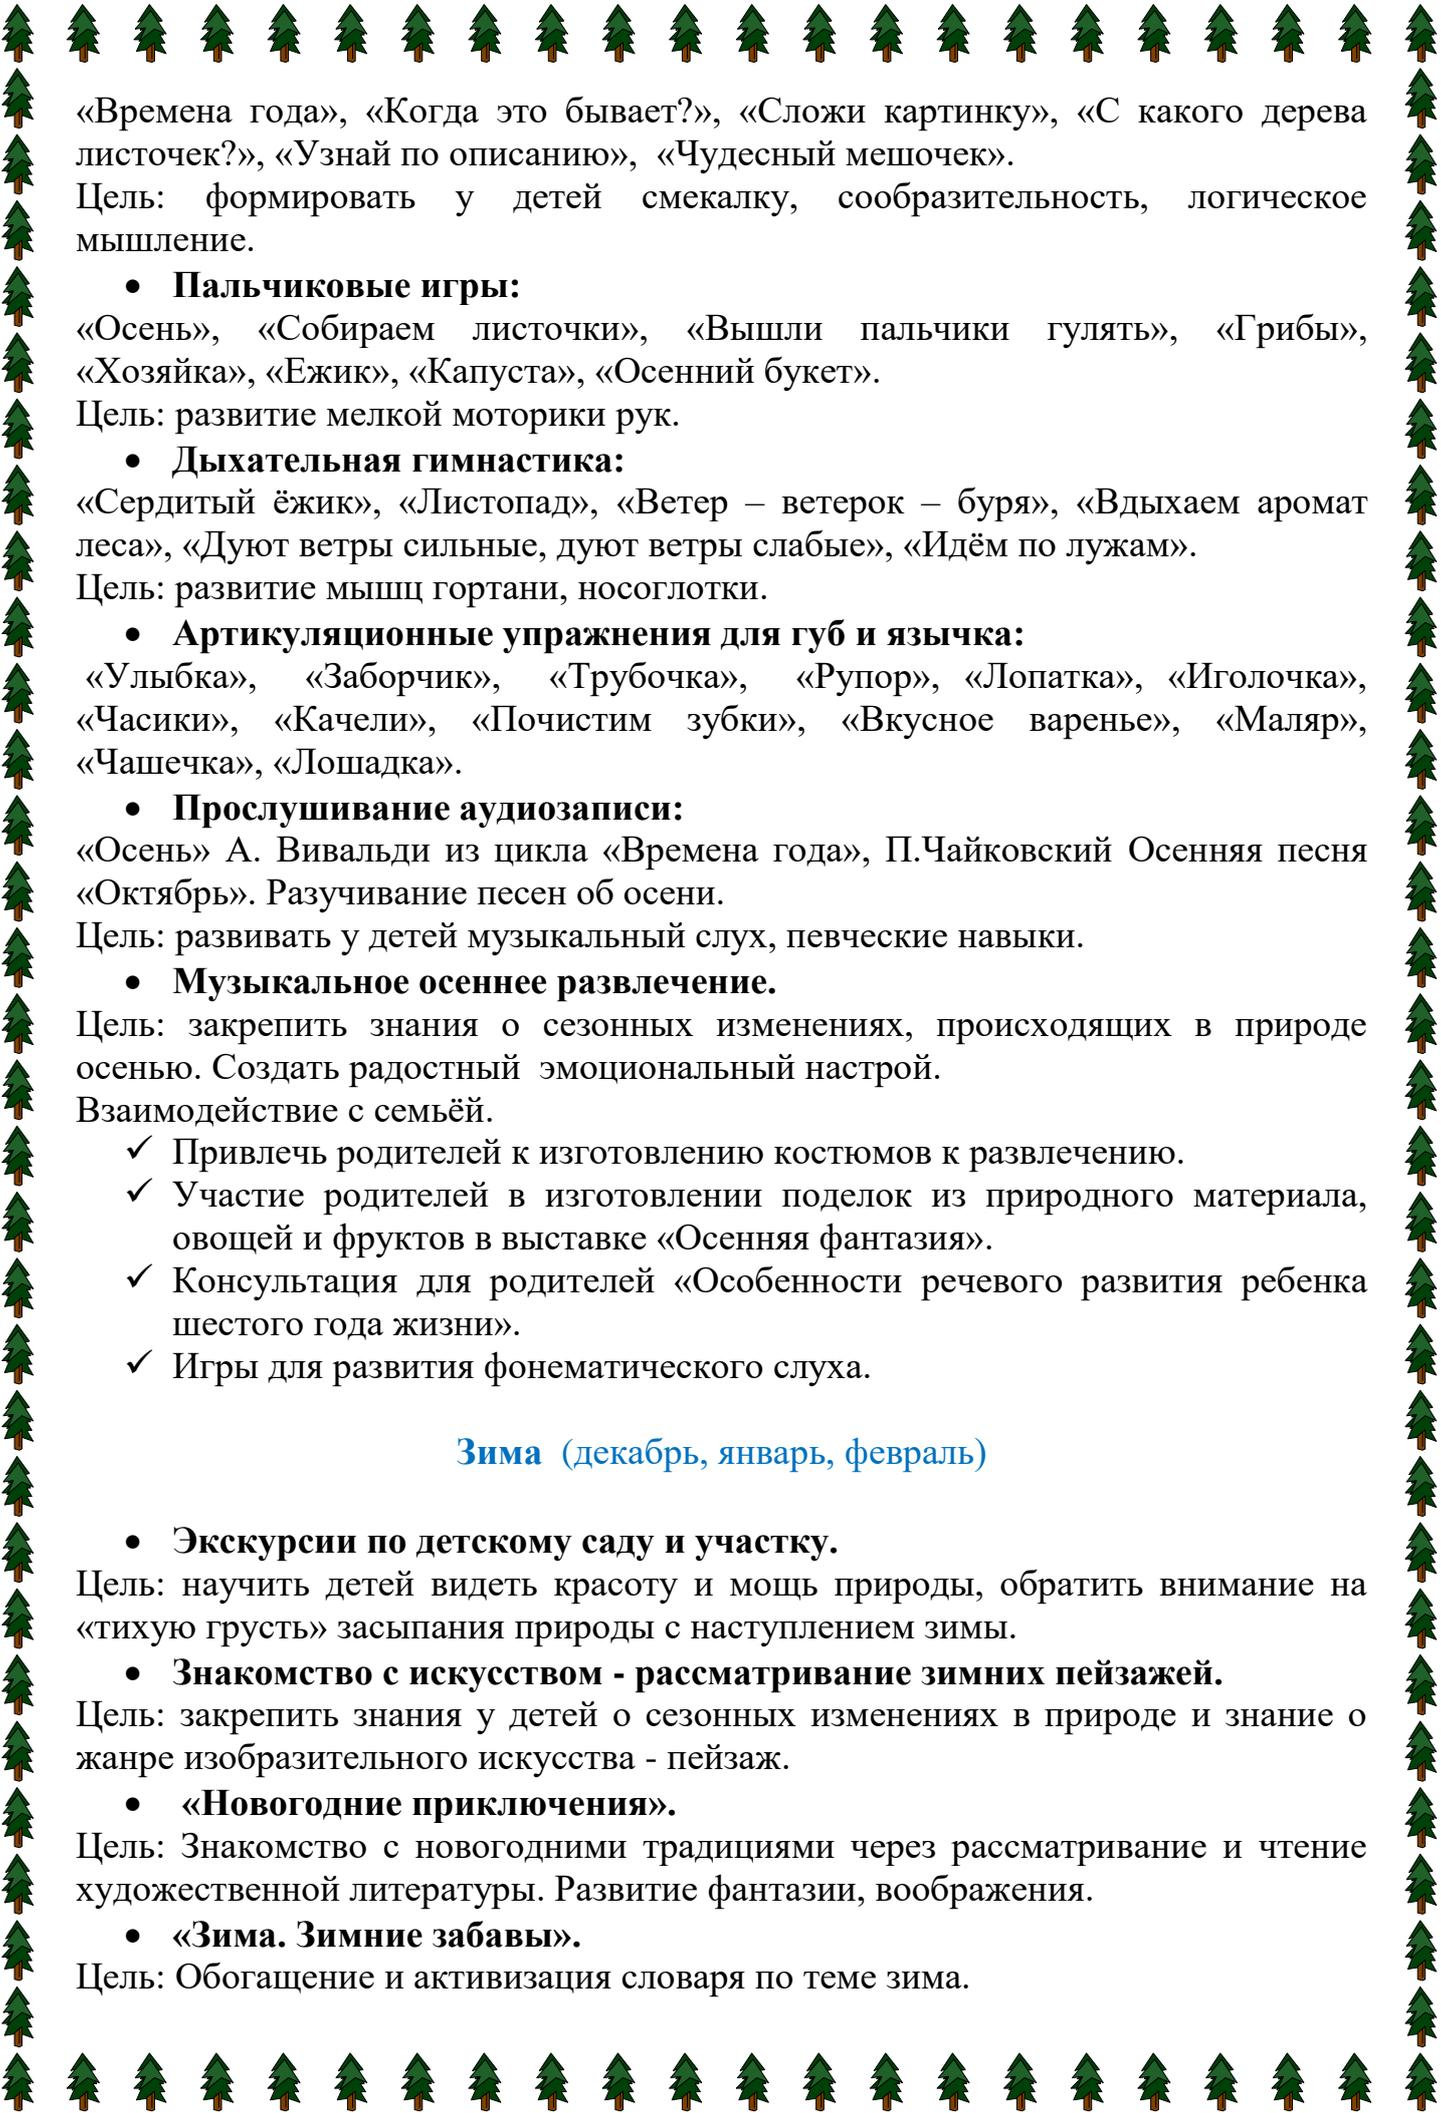 «Времена года», «Когда это бывает?», «Сложи картинку», «С какого дерева
листочек?», «Узнай по описанию», «Чудесный мешочек».
Цель: формировать у детей смекалку, сообразительность, логическое
мышление.
• Пальчиковые игры:
«Осень», «Собираем листочки», «Вышли пальчики гулять», «Грибы»,
«Хозяйка», «Ежик», «Капуста», «Осенний букет».
Цель: развитие мелкой моторики рук.
• Дыхательная гимнастика:
«Сердитый ёжик», «Листопад», «Ветер – ветерок – буря», «Вдыхаем аромат
леса», «Дуют ветры сильные, дуют ветры слабые», «Идём по лужам».
Цель: развитие мышц гортани, носоглотки.
• Артикуляционные упражнения для губ и язычка:
«Улыбка», «Заборчик», «Трубочка», «Рупор», «Лопатка», «Иголочка»,
«Часики», «Качели», «Почистим зубки», «Вкусное варенье», «Маляр»,
«Чашечка», «Лошадка».
• Прослушивание аудиозаписи:
«Осень» А. Вивальди из цикла «Времена года», П.Чайковский Осенняя песня
«Октябрь». Разучивание песен об осени.
Цель: развивать у детей музыкальный слух, певческие навыки.
• Музыкальное осеннее развлечение.
Цель: закрепить знания о сезонных изменениях, происходящих в природе
осенью. Создать радостный эмоциональный настрой.
Взаимодействие с семьёй.
✓ Привлечь родителей к изготовлению костюмов к развлечению.
✓ Участие родителей в изготовлении поделок из природного материала,
овощей и фруктов в выставке «Осенняя фантазия».
✓ Консультация для родителей «Особенности речевого развития ребенка
шестого года жизни».
✓ Игры для развития фонематического слуха.
Зима (декабрь, январь, февраль)
• Экскурсии по детскому саду и участку.
Цель: научить детей видеть красоту и мощь природы, обратить внимание на
«тихую грусть» засыпания природы с наступлением зимы.
• Знакомство с искусством - рассматривание зимних пейзажей.
Цель: закрепить знания у детей о сезонных изменениях в природе и знание о
жанре изобразительного искусства - пейзаж.
• «Новогодние приключения».
Цель: Знакомство с новогодними традициями через рассматривание и чтение
художественной литературы. Развитие фантазии, воображения.
• «Зима. Зимние забавы».
Цель: Обогащение и активизация словаря по теме зима.